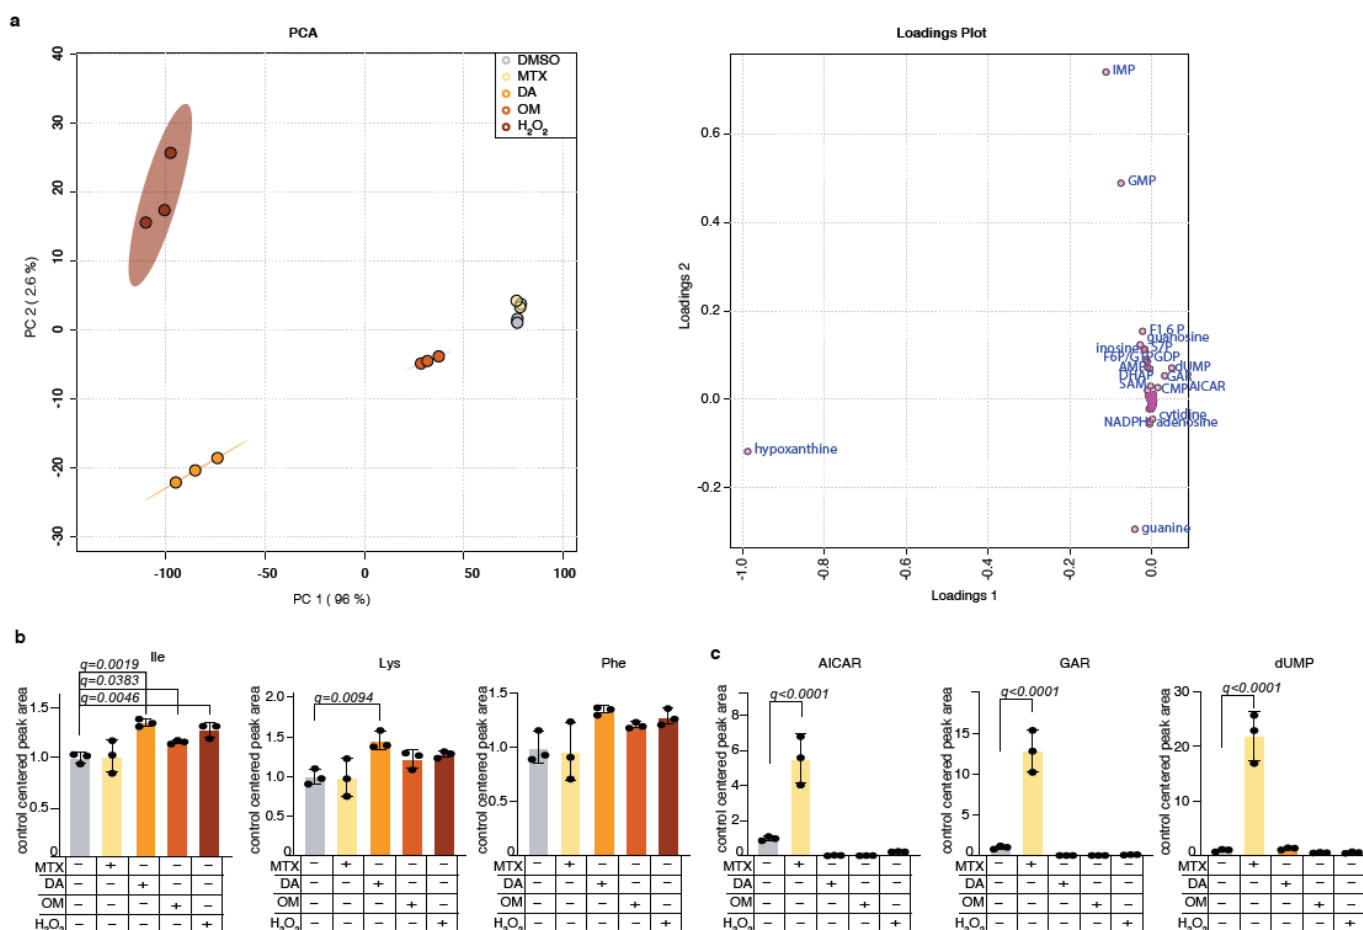 a
PCA
Loadings Plot
40
30
20
10
0
-10
-20
-30
PC 2 ( 2.6 %)
-100
-50
0
50
100
PC 1 ( 96 %)
DMSO
MTX
DA
OM
H2O2
0.6
0.4
0.2
0.0
-0.2
Loadings 2
-1.0
-0.8
-0.6
-0.4
-0.2
0.0
Loadings 1
IMP
GMP
F1,6 P
guanosine
inosine
S7P
F6P/G1P
GDP
AMP
dUMP
DHAP
GAR
SAM
CMP
AICAR
cytidine
NADPH
adenosine
hypoxanthine
guanine
b
Ile
q=0.0019
q=0.0383
q=0.0046
control centered peak area
1.5
1.0
0.5
0
MTX − + − − −
DA − − + − −
OM − − − + −
H2O2 − − − − +
Lys
q=0.0094
control centered peak area
2.0
1.5
1.0
0.5
0
− + − − −
− − + − −
− − − + −
− − − − +
Phe
control centered peak area
1.5
1.0
0.5
0
− + − − −
− − + − −
− − − + −
− − − − +
c
AICAR
q<0.0001
control centered peak area
8
6
4
2
0
MTX − + − − −
DA − − + − −
OM − − − + −
H2O2 − − − − +
GAR
q<0.0001
control centered peak area
15
10
5
0
MTX − + − − −
DA − − + − −
OM − − − + −
H2O2 − − − − +
dUMP
q<0.0001
control centered peak area
30
20
10
0
MTX − + − − −
DA − − + − −
OM − − − + −
H2O2 − − − − +